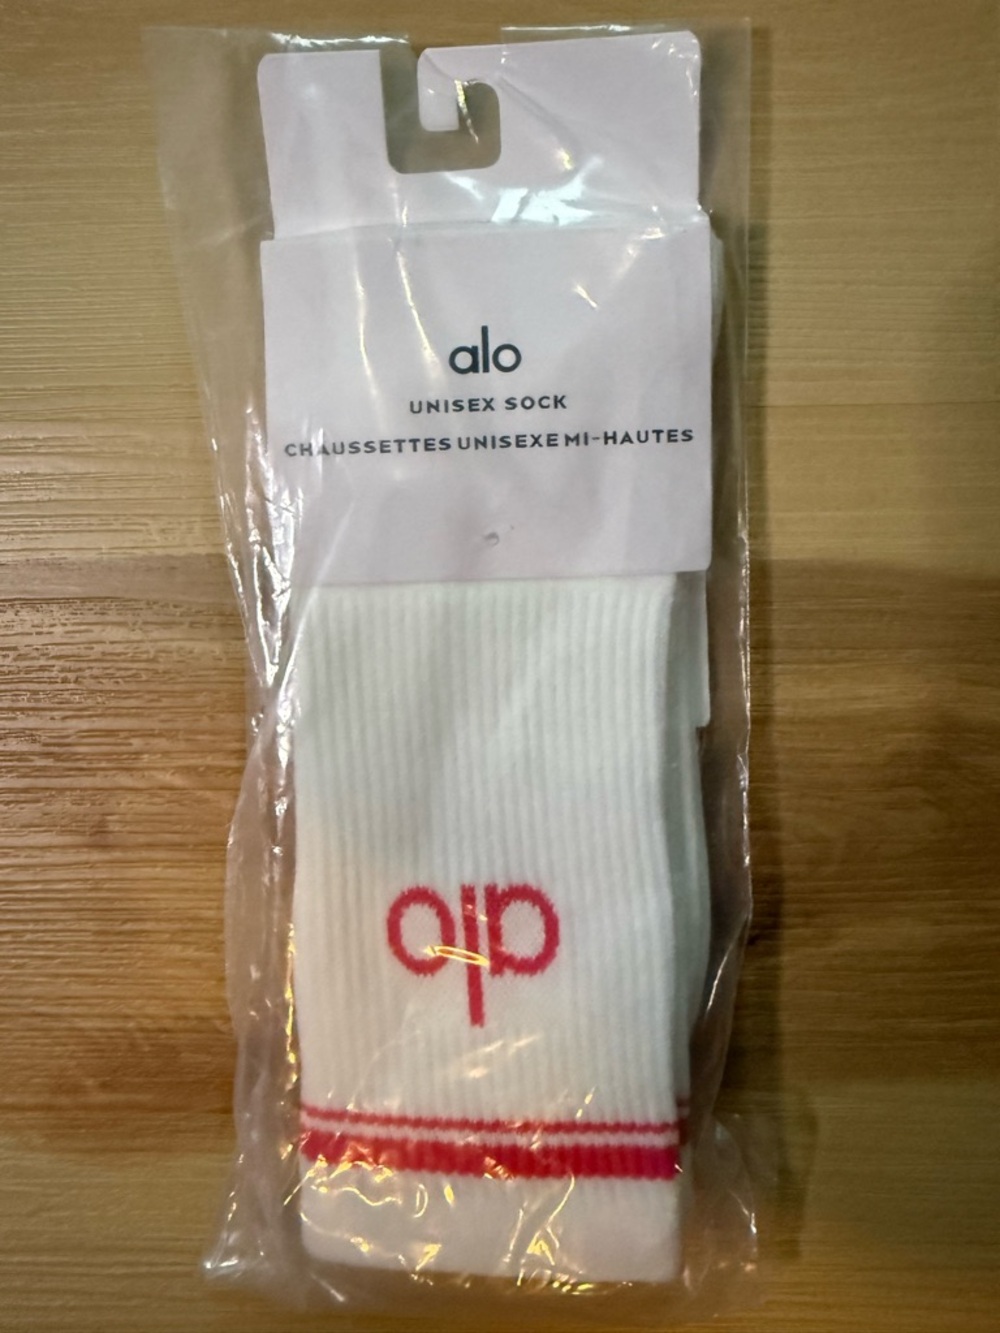 alo
UNISEX SOCK
CHAUSSETTES UNISEXE MI-HAUTES
alo